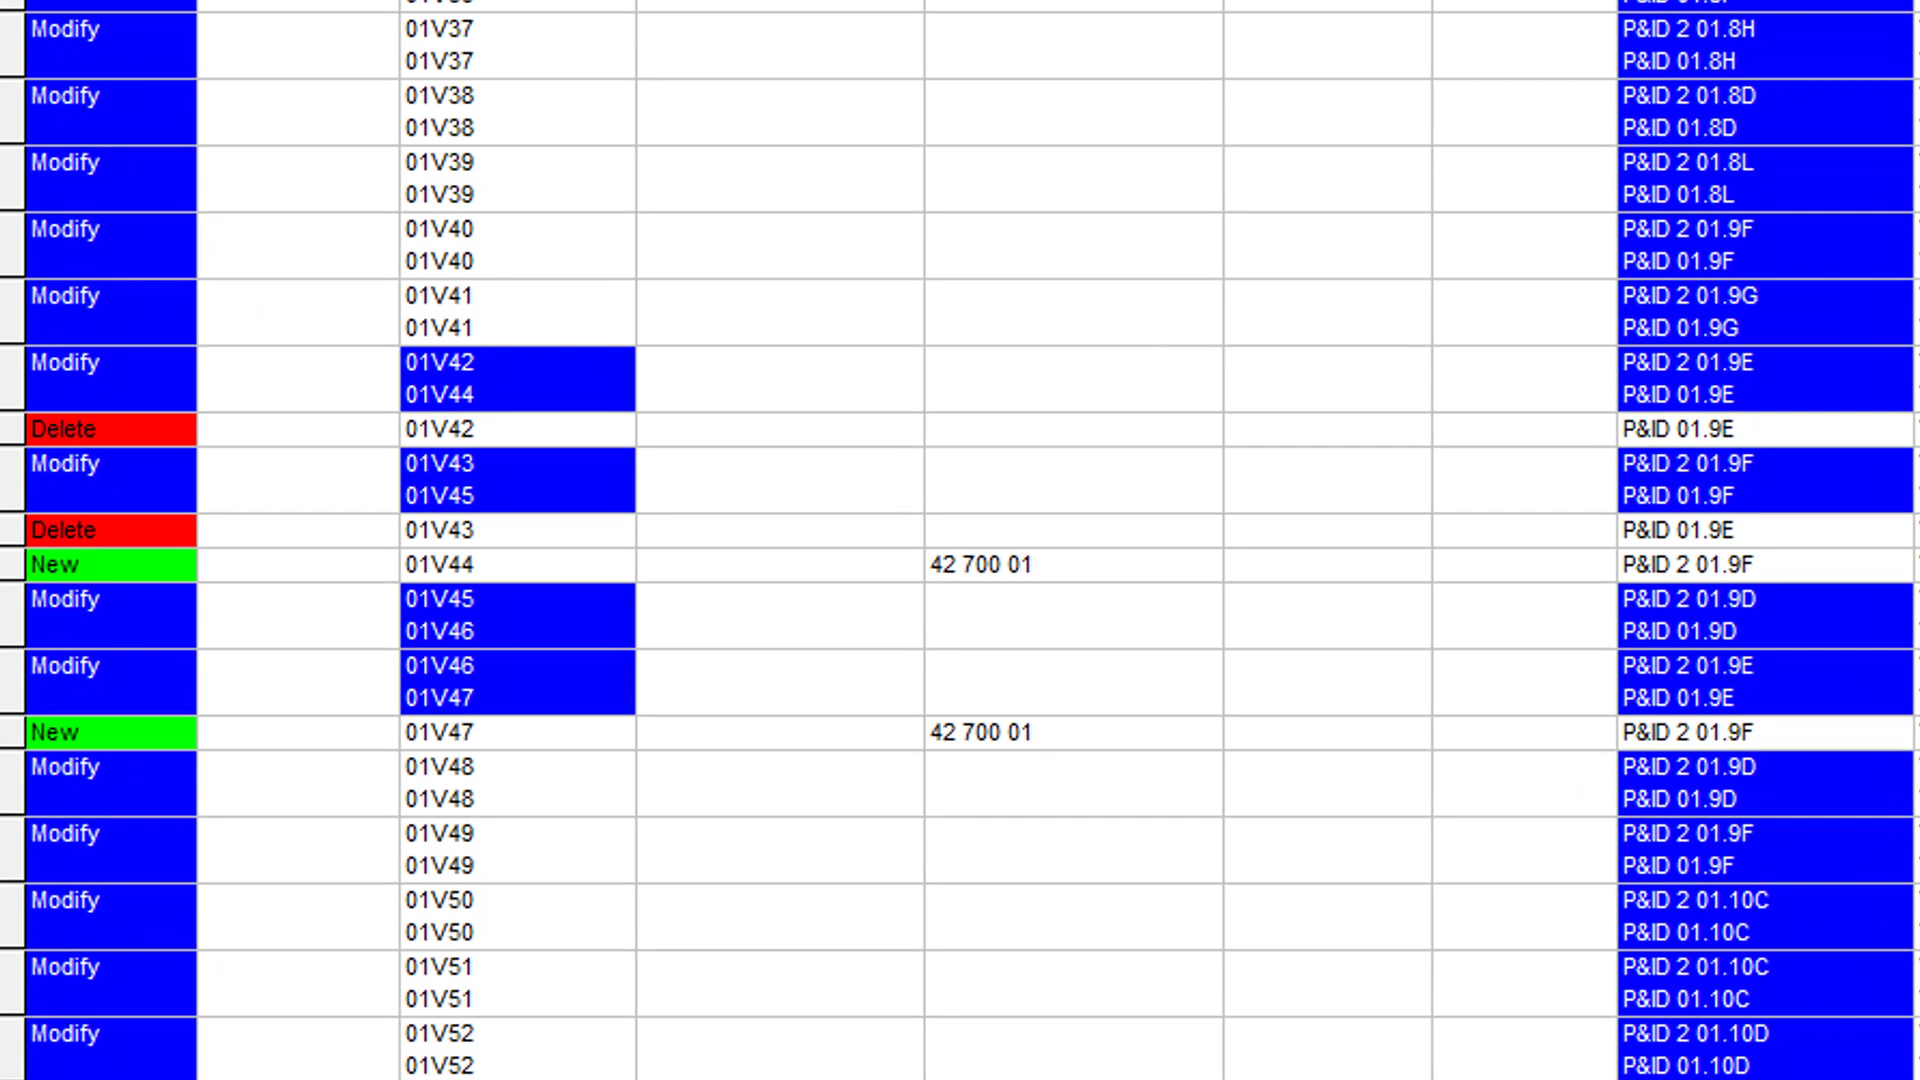 Modify 01V37 P&ID 2 01.8H
01V37 P&ID 01.8H
Modify 01V38 P&ID 2 01.8D
01V38 P&ID 01.8D
Modify 01V39 P&ID 2 01.8L
01V39 P&ID 01.8L
Modify 01V40 P&ID 2 01.9F
01V40 P&ID 01.9F
Modify 01V41 P&ID 2 01.9G
01V41 P&ID 01.9G
Modify 01V42 P&ID 2 01.9E
01V44 P&ID 01.9E
Delete 01V42 P&ID 01.9E
Modify 01V43 P&ID 2 01.9F
01V45 P&ID 01.9F
Delete 01V43 P&ID 01.9E
New 01V44 42 700 01 P&ID 2 01.9F
Modify 01V45 P&ID 2 01.9D
01V46 P&ID 01.9D
Modify 01V46 P&ID 2 01.9E
01V47 P&ID 01.9E
New 01V47 42 700 01 P&ID 2 01.9F
Modify 01V48 P&ID 2 01.9D
01V48 P&ID 01.9D
Modify 01V49 P&ID 2 01.9F
01V49 P&ID 01.9F
Modify 01V50 P&ID 2 01.10C
01V50 P&ID 01.10C
Modify 01V51 P&ID 2 01.10C
01V51 P&ID 01.10C
Modify 01V52 P&ID 2 01.10D
01V52 P&ID 01.10D